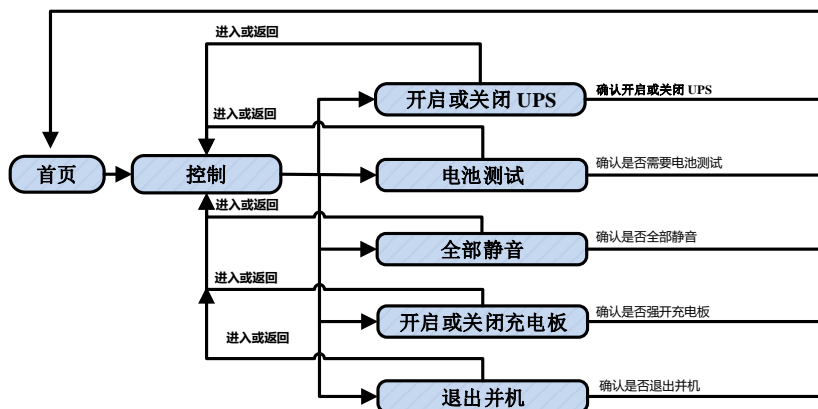 进入或返回
开启或关闭 UPS
确认开启或关闭 UPS
进入或返回
首页
控制
电池测试
确认是否需要电池测试
进入或返回
全部静音
确认是否全部静音
进入或返回
开启或关闭充电板
确认是否强开充电板
进入或返回
退出并机
确认是否退出并机